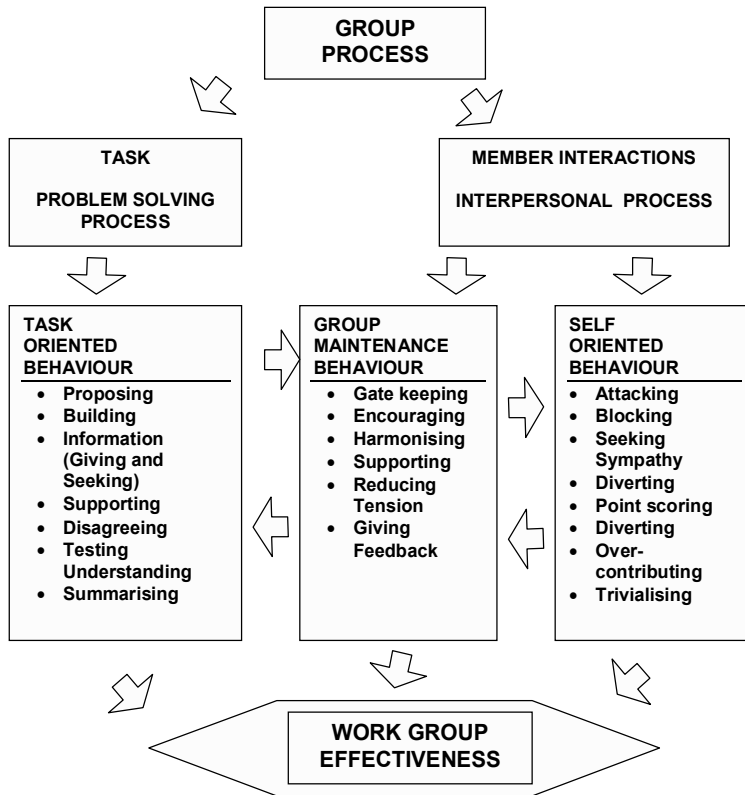 GROUP
PROCESS
TASK
PROBLEM SOLVING
PROCESS
MEMBER INTERACTIONS
INTERPERSONAL PROCESS
TASK
ORIENTED
BEHAVIOUR
• Proposing
• Building
• Information
(Giving and
Seeking)
• Supporting
• Disagreeing
• Testing
Understanding
• Summarising
GROUP
MAINTENANCE
BEHAVIOUR
• Gate keeping
• Encouraging
• Harmonising
• Supporting
• Reducing
Tension
• Giving
Feedback
SELF
ORIENTED
BEHAVIOUR
• Attacking
• Blocking
• Seeking
Sympathy
• Diverting
• Point scoring
• Diverting
• Over-
contributing
• Trivialising
WORK GROUP
EFFECTIVENESS